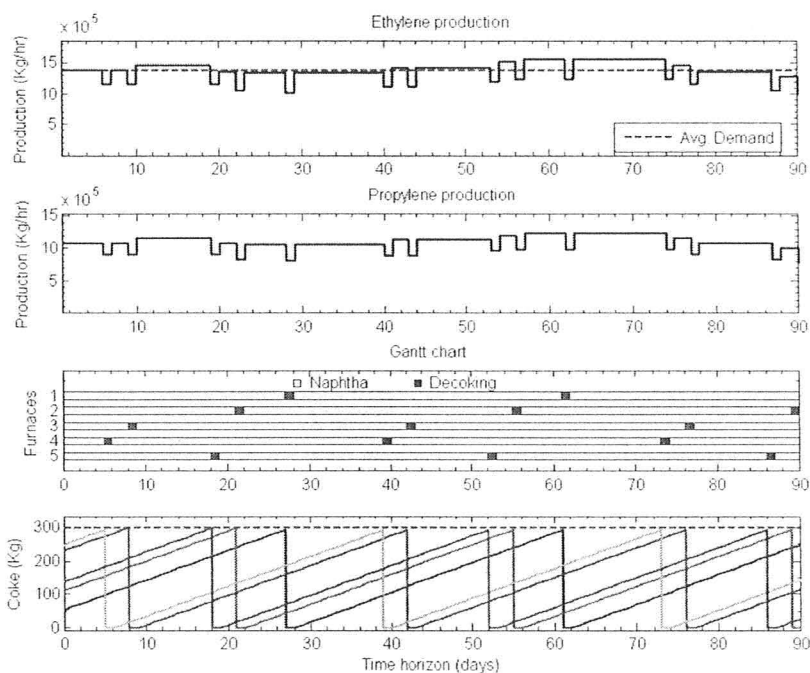 Ethylene production
× 10^5
Production (Kg/hr)
15
10
5
Avg. Demand
10 20 30 40 50 60 70 80 90
Propylene production
× 10^5
Production (Kg/hr)
15
10
5
10 20 30 40 50 60 70 80 90
Gantt chart
Naphtha Decoking
Furnaces
1
2
3
4
5
0 10 20 30 40 50 60 70 80 90
Coke (Kg)
300
200
100
0
0 10 20 30 40 50 60 70 80 90
Time horizon (days)